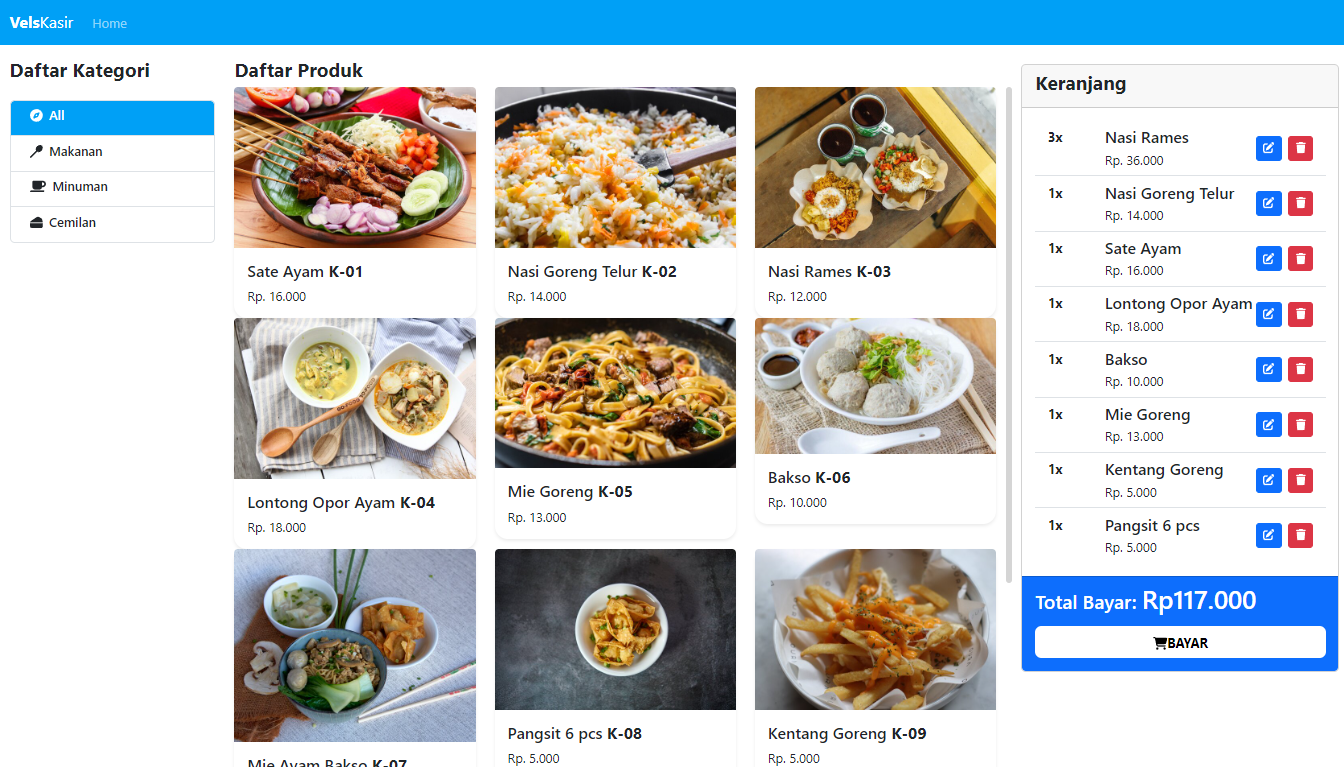 VelsKasir Home
Daftar Kategori
All
Makanan
Minuman
Cemilan
Daftar Produk
Sate Ayam K-01
Rp. 16.000
Nasi Goreng Telur K-02
Rp. 14.000
Nasi Rames K-03
Rp. 12.000
Lontong Opor Ayam K-04
Rp. 18.000
Mie Goreng K-05
Rp. 13.000
Bakso K-06
Rp. 10.000
Mie Ayam Bakso K-07
Pangsit 6 pcs K-08
Rp. 5.000
Kentang Goreng K-09
Rp. 5.000
Keranjang
3x Nasi Rames
Rp. 36.000
1x Nasi Goreng Telur
Rp. 14.000
1x Sate Ayam
Rp. 16.000
1x Lontong Opor Ayam
Rp. 18.000
1x Bakso
Rp. 10.000
1x Mie Goreng
Rp. 13.000
1x Kentang Goreng
Rp. 5.000
1x Pangsit 6 pcs
Rp. 5.000
Total Bayar: Rp117.000
BAYAR